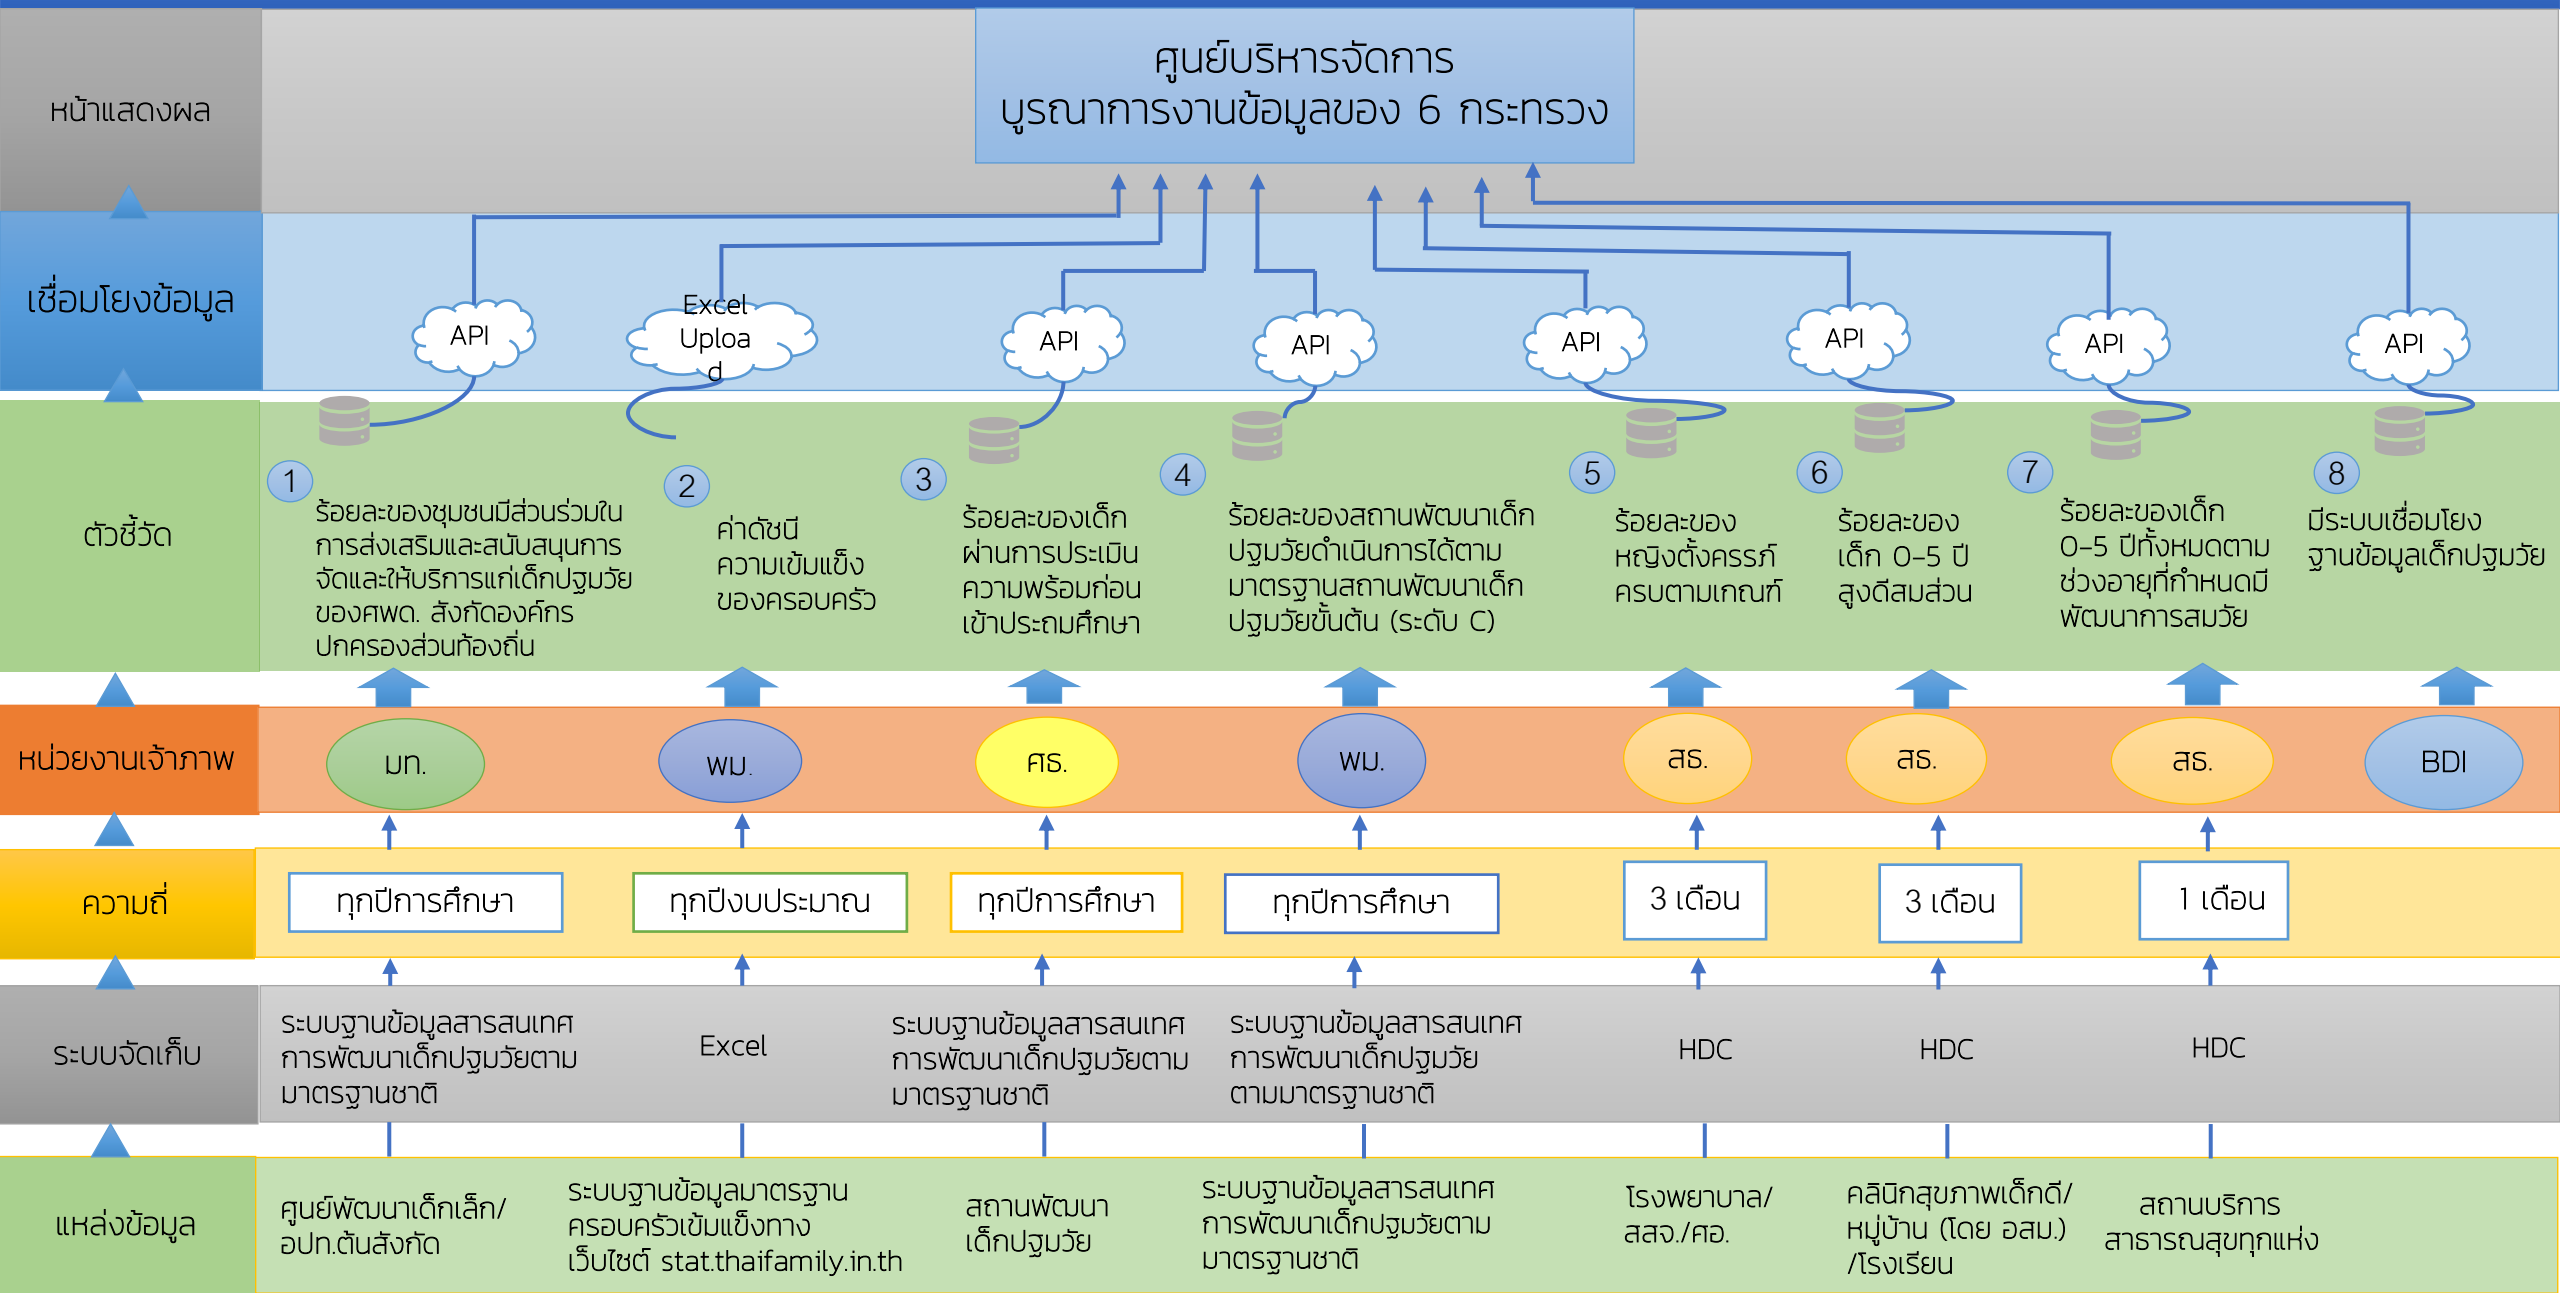 ศูนย์บริหารจัดการ
บูรณาการงานข้อมูลของ 6 กระทรวง
หน้าแสดงผล
เชื่อมโยงข้อมูล
API
Excel
Uploa
d
API
API
API
API
API
API
ตัวชี้วัด
1
ร้อยละของชุมชนมีส่วนร่วมใน
การส่งเสริมและสนับสนุนการ
จัดและให้บริการแก่เด็กปฐมวัย
ของศพด. สังกัดองค์กร
ปกครองส่วนท้องถิ่น
2
ค่าดัชนี
ความเข้มแข็ง
ของครอบครัว
3
ร้อยละของเด็ก
ผ่านการประเมิน
ความพร้อมก่อน
เข้าประถมศึกษา
4
ร้อยละของสถานพัฒนาเด็ก
ปฐมวัยดำเนินการได้ตาม
มาตรฐานสถานพัฒนาเด็ก
ปฐมวัยขั้นต้น (ระดับ C)
5
ร้อยละของ
หญิงตั้งครรภ์
ครบตามเกณฑ์
6
ร้อยละของ
เด็ก 0-5 ปี
สูงดีสมส่วน
7
ร้อยละของเด็ก
0-5 ปีทั้งหมดตาม
ช่วงอายุที่กำหนดมี
พัฒนาการสมวัย
8
มีระบบเชื่อมโยง
ฐานข้อมูลเด็กปฐมวัย
หน่วยงานเจ้าภาพ
มท.
พม.
ศธ.
พม.
สธ.
สธ.
สธ.
BDI
ความถี่
ทุกปีการศึกษา
ทุกปีงบประมาณ
ทุกปีการศึกษา
ทุกปีการศึกษา
3 เดือน
3 เดือน
1 เดือน
ระบบจัดเก็บ
ระบบฐานข้อมูลสารสนเทศ
การพัฒนาเด็กปฐมวัยตาม
มาตรฐานชาติ
Excel
ระบบฐานข้อมูลสารสนเทศ
การพัฒนาเด็กปฐมวัยตาม
มาตรฐานชาติ
ระบบฐานข้อมูลสารสนเทศ
การพัฒนาเด็กปฐมวัย
ตามมาตรฐานชาติ
HDC
HDC
HDC
แหล่งข้อมูล
ศูนย์พัฒนาเด็กเล็ก/
อปท.ต้นสังกัด
ระบบฐานข้อมูลมาตรฐาน
ครอบครัวเข้มแข็งทาง
เว็บไซต์ stat.thaifamily.in.th
สถานพัฒนา
เด็กปฐมวัย
ระบบฐานข้อมูลสารสนเทศ
การพัฒนาเด็กปฐมวัยตาม
มาตรฐานชาติ
โรงพยาบาล/
สสจ./ศอ.
คลินิกสุขภาพเด็กดี/
หมู่บ้าน (โดย อสม.)
/โรงเรียน
สถานบริการ
สาธารณสุขทุกแห่ง